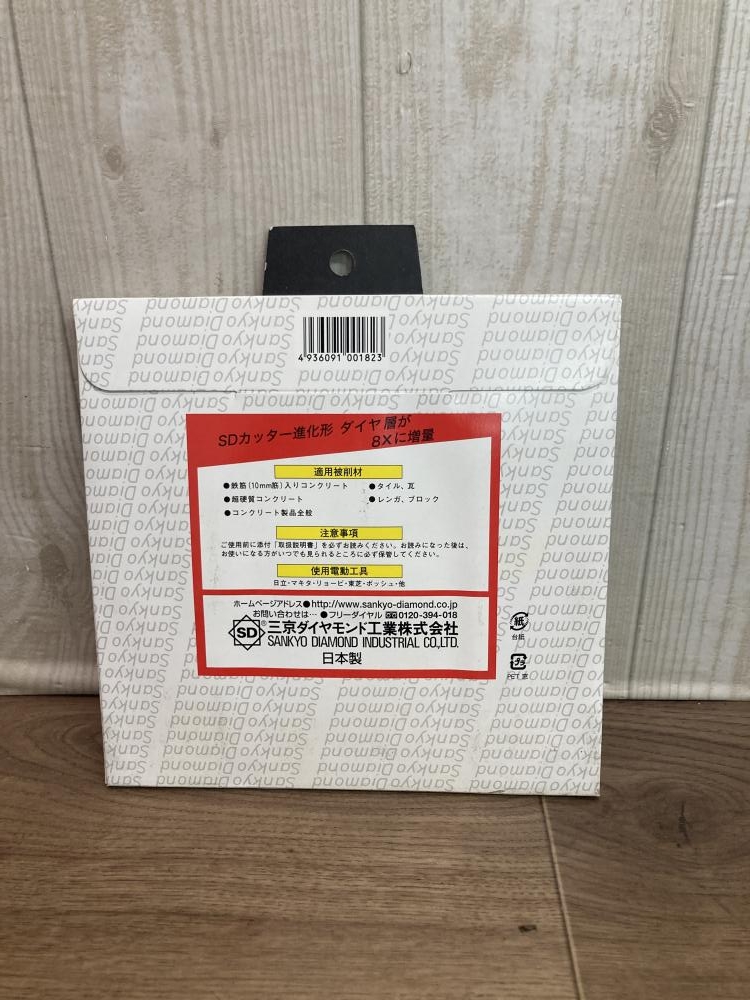 4 936091 001823
SDカッター進化形 ダイヤ層が
8Xに増量
適用被削材
●鉄筋(10mm筋)入りコンクリート
●超硬質コンクリート
●コンクリート製品全般
●タイル、瓦
●レンガ、ブロック
注意事項
ご使用前に添付「取扱説明書」を必ずお読みください。お読みになった後は、
お使いになる方がいつでも見られるところに必ず保管してください。
使用電動工具
日立・マキタ・リョービ・東芝・ボッシュ・他
ホームページアドレス●http://www.sankyo-diamond.co.jp
お問い合わせは…●フリーダイヤル 0120-394-018
SD® 三京ダイヤモンド工業株式会社
SANKYO DIAMOND INDUSTRIAL CO.,LTD.
日本製
紙
台紙
プラ
PET 窓
Sankyo Diamond